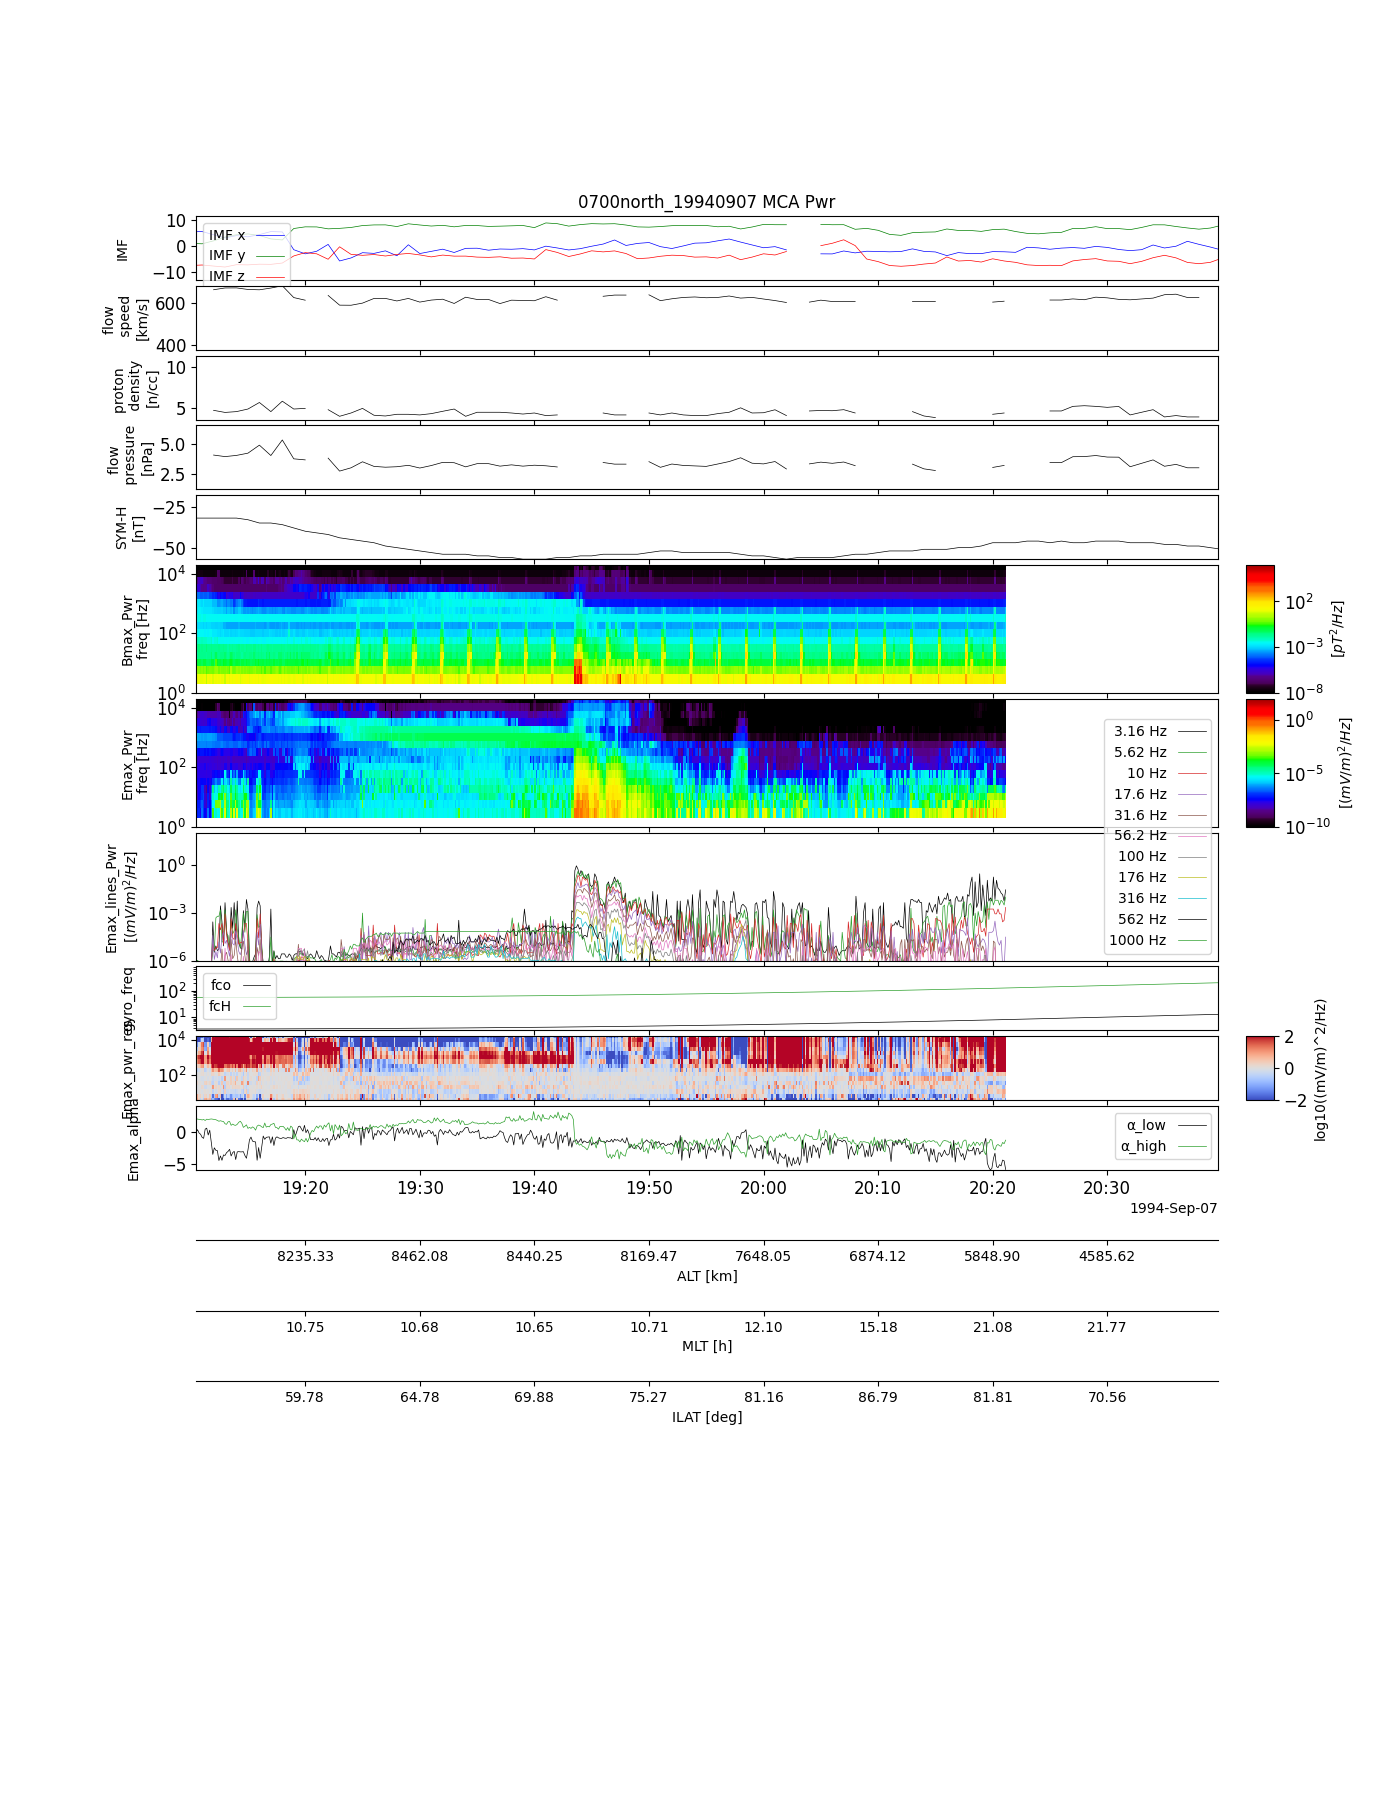 0700north_19940907 MCA Pwr
IMF
10
0
−10
IMF x
IMF y
IMF z
flow
speed
[km/s]
600
400
proton
density
[n/cc]
10
5
flow
pressure
[nPa]
5.0
2.5
SYM-H
[nT]
−25
−50
Bmax_Pwr
freq [Hz]
10^4
10^2
10^0
10^2
10^−3
10^−8
[pT^2/Hz]
Emax_Pwr
freq [Hz]
10^4
10^2
10^0
10^0
10^−5
10^−10
[(mV/m)^2/Hz]
3.16 Hz
5.62 Hz
10 Hz
17.6 Hz
31.6 Hz
56.2 Hz
100 Hz
176 Hz
316 Hz
562 Hz
1000 Hz
Emax_lines_Pwr
[(mV/m)^2/Hz]
10^0
10^−3
10^−6
gyro_freq
10^2
10^1
fco
fcH
Emax_pwr_reg
10^4
10^2
2
0
−2
log10((mV/m)^2/Hz)
Emax_alpha
0
−5
α_low
α_high
19:20 19:30 19:40 19:50 20:00 20:10 20:20 20:30
1994-Sep-07
8235.33 8462.08 8440.25 8169.47 7648.05 6874.12 5848.90 4585.62
ALT [km]
10.75 10.68 10.65 10.71 12.10 15.18 21.08 21.77
MLT [h]
59.78 64.78 69.88 75.27 81.16 86.79 81.81 70.56
ILAT [deg]